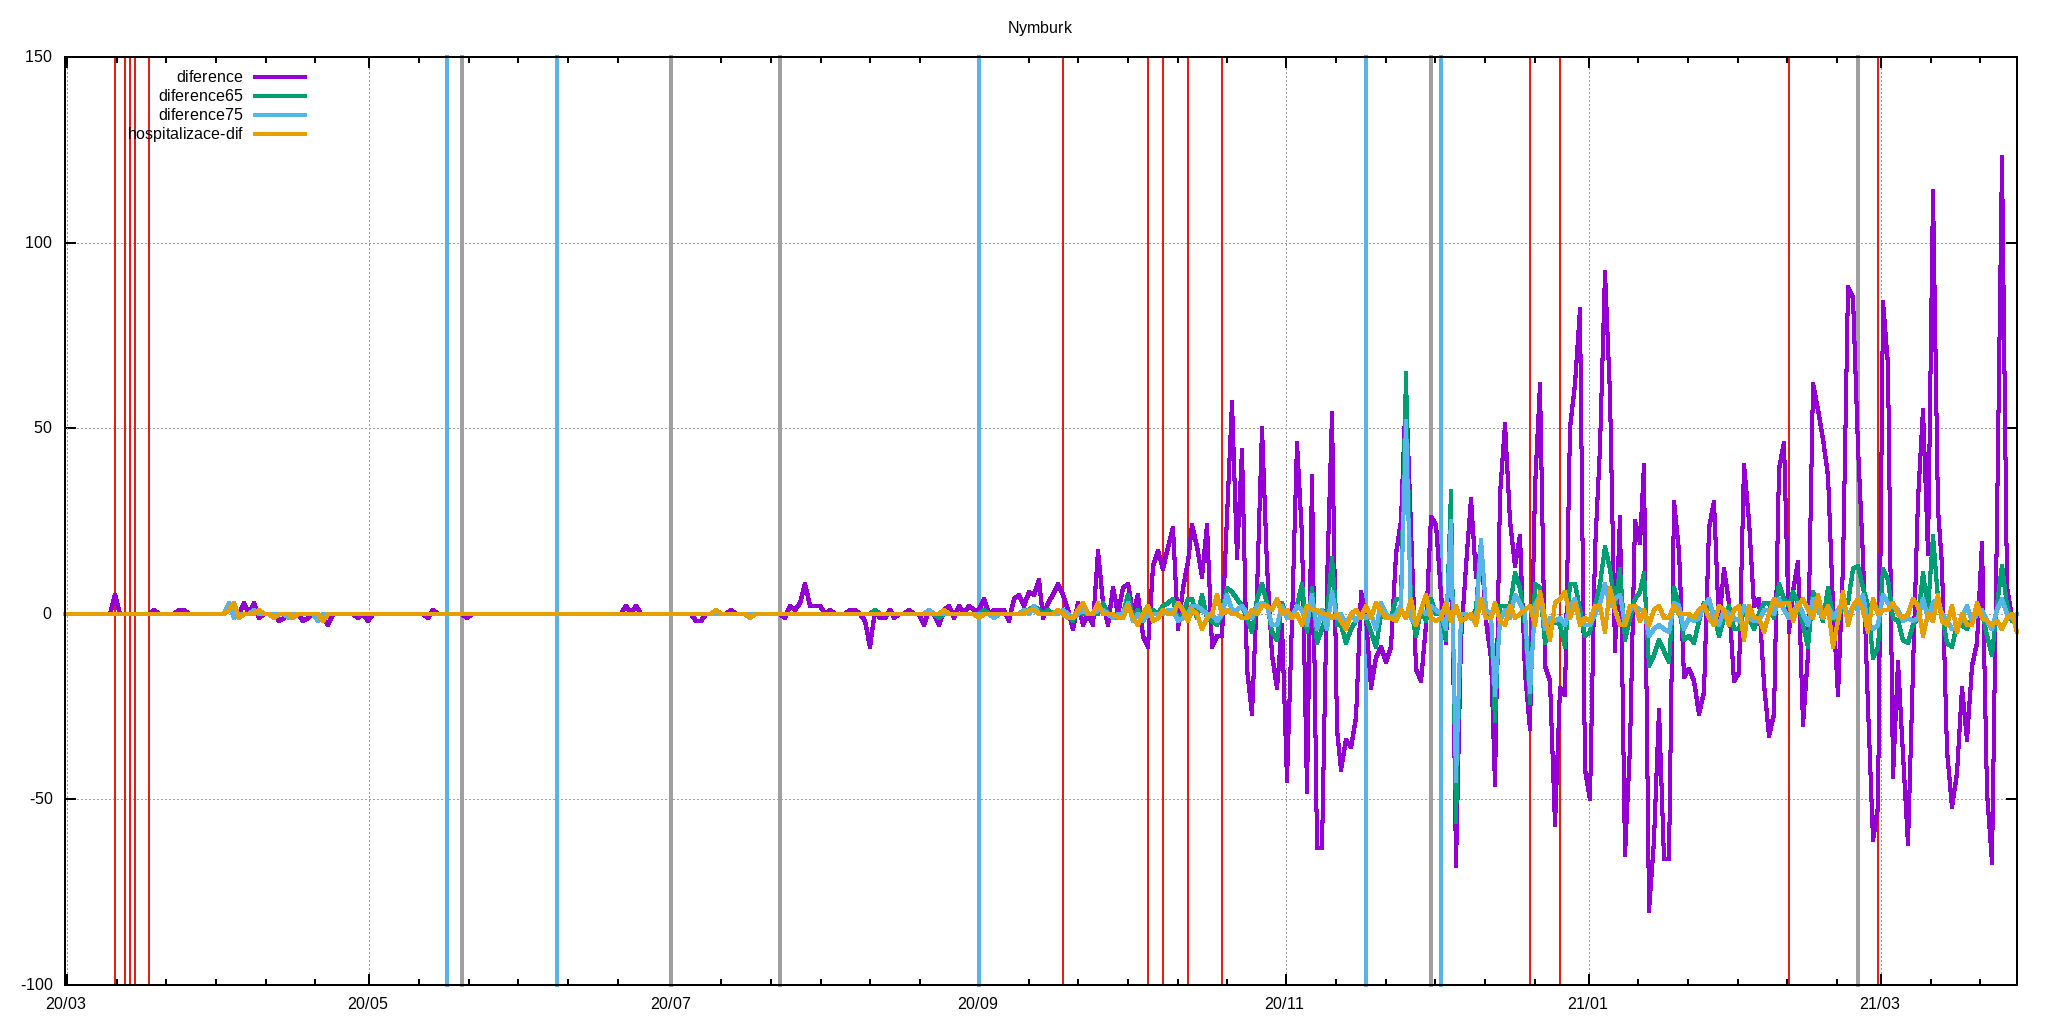 Nymburk
150
diference
diference65
diference75
hospitalizace-dif
100
50
0
-50
-100
20/03 20/05 20/07 20/09 20/11 21/01 21/03